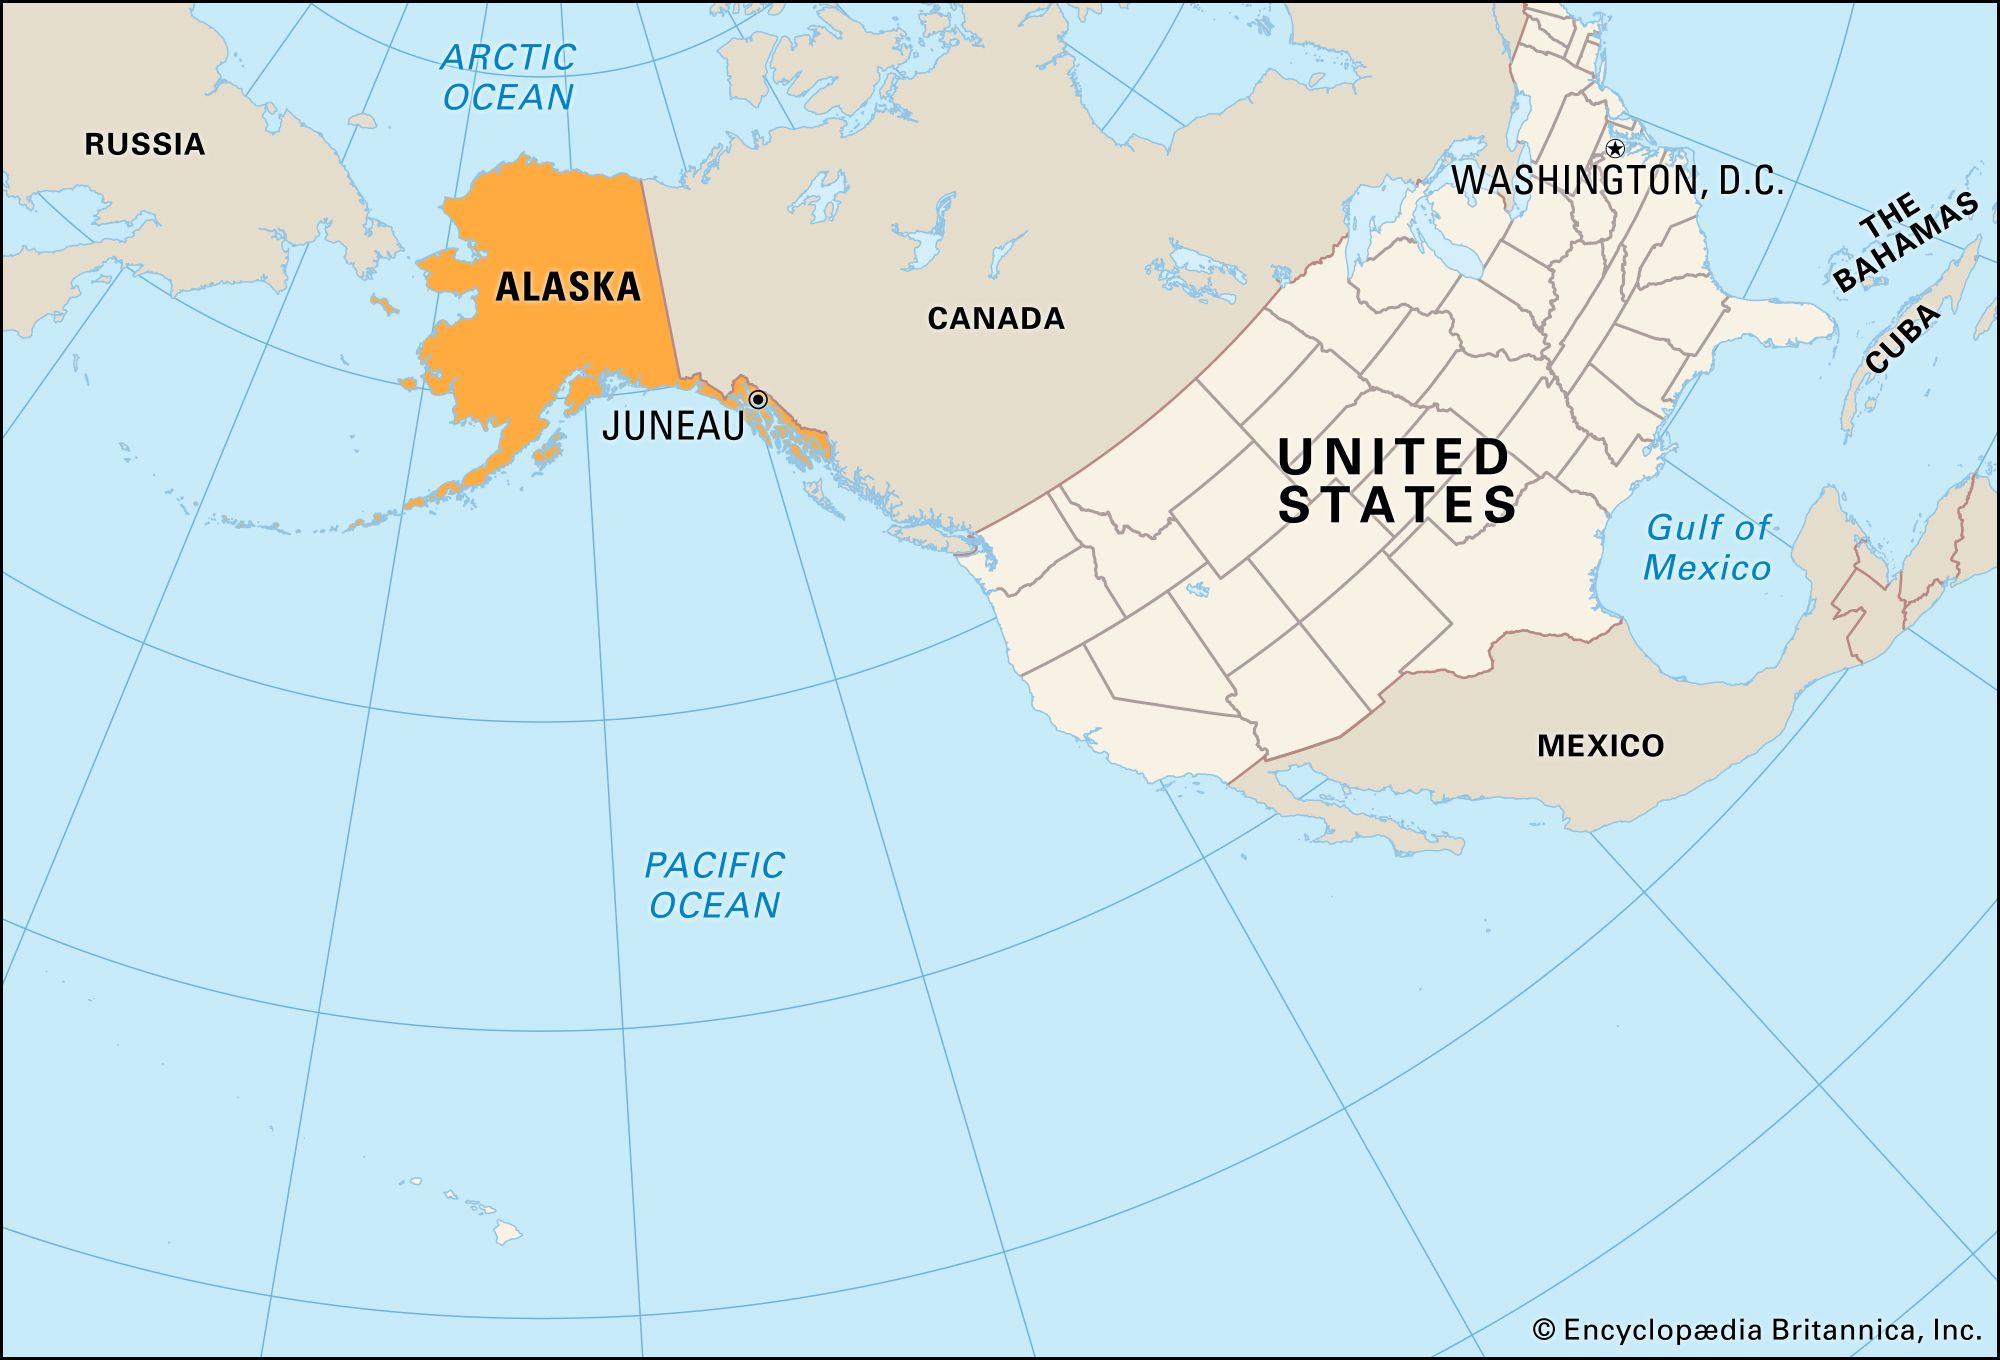 ARCTIC
OCEAN
RUSSIA
WASHINGTON, D.C.
THE
BAHAMAS
ALASKA
CANADA
CUBA
JUNEAU
UNITED
STATES
Gulf of
Mexico
MEXICO
PACIFIC
OCEAN
© Encyclopædia Britannica, Inc.